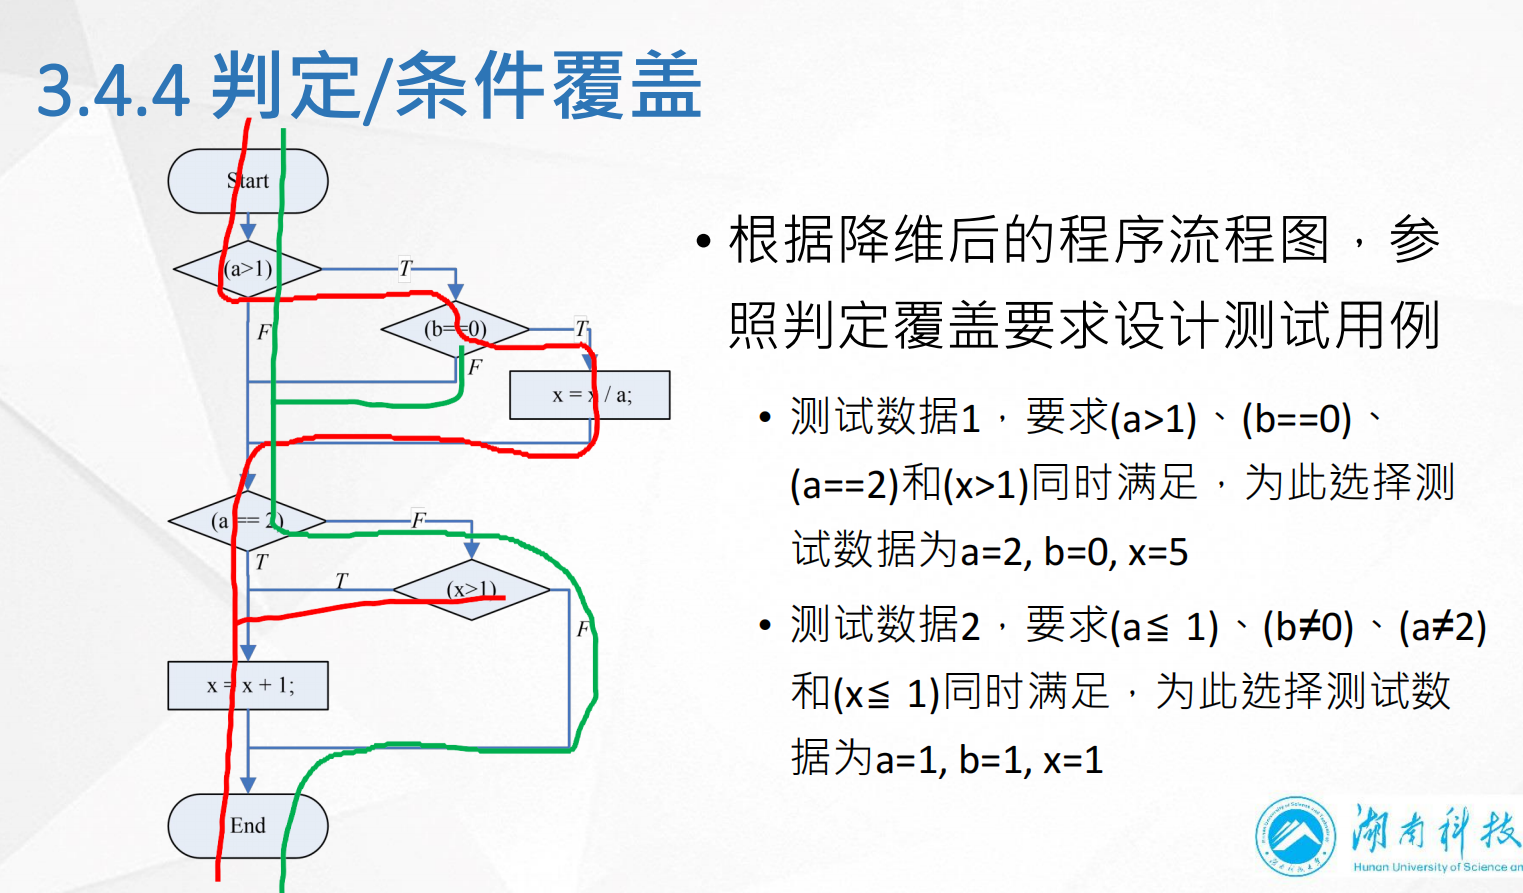 3.4.4 判定/条件覆盖
Start
(a>1)
T
F
(b==0)
T
F
x = x / a;
(a == 2)
F
T
(x>1)
T
F
x = x + 1;
End
• 根据降维后的程序流程图，参
照判定覆盖要求设计测试用例
• 测试数据1，要求(a>1)、(b==0)、
(a==2)和(x>1)同时满足，为此选择测
试数据为a=2, b=0, x=5
• 测试数据2，要求(a≦ 1)、(b≠0)、(a≠2)
和(x≦ 1)同时满足，为此选择测试数
据为a=1, b=1, x=1
湖南科技
Hunan University of Science an